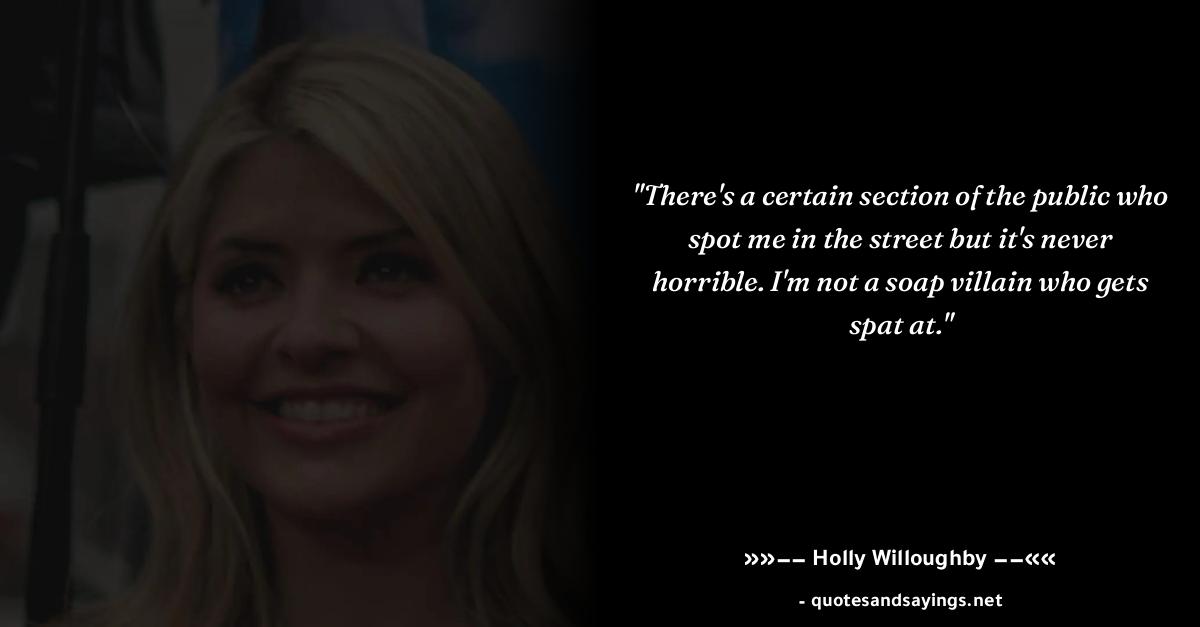 "There's a certain section of the public who
spot me in the street but it's never
horrible. I'm not a soap villain who gets
spat at."
»»-- Holly Willoughby --««
- quotesandsayings.net